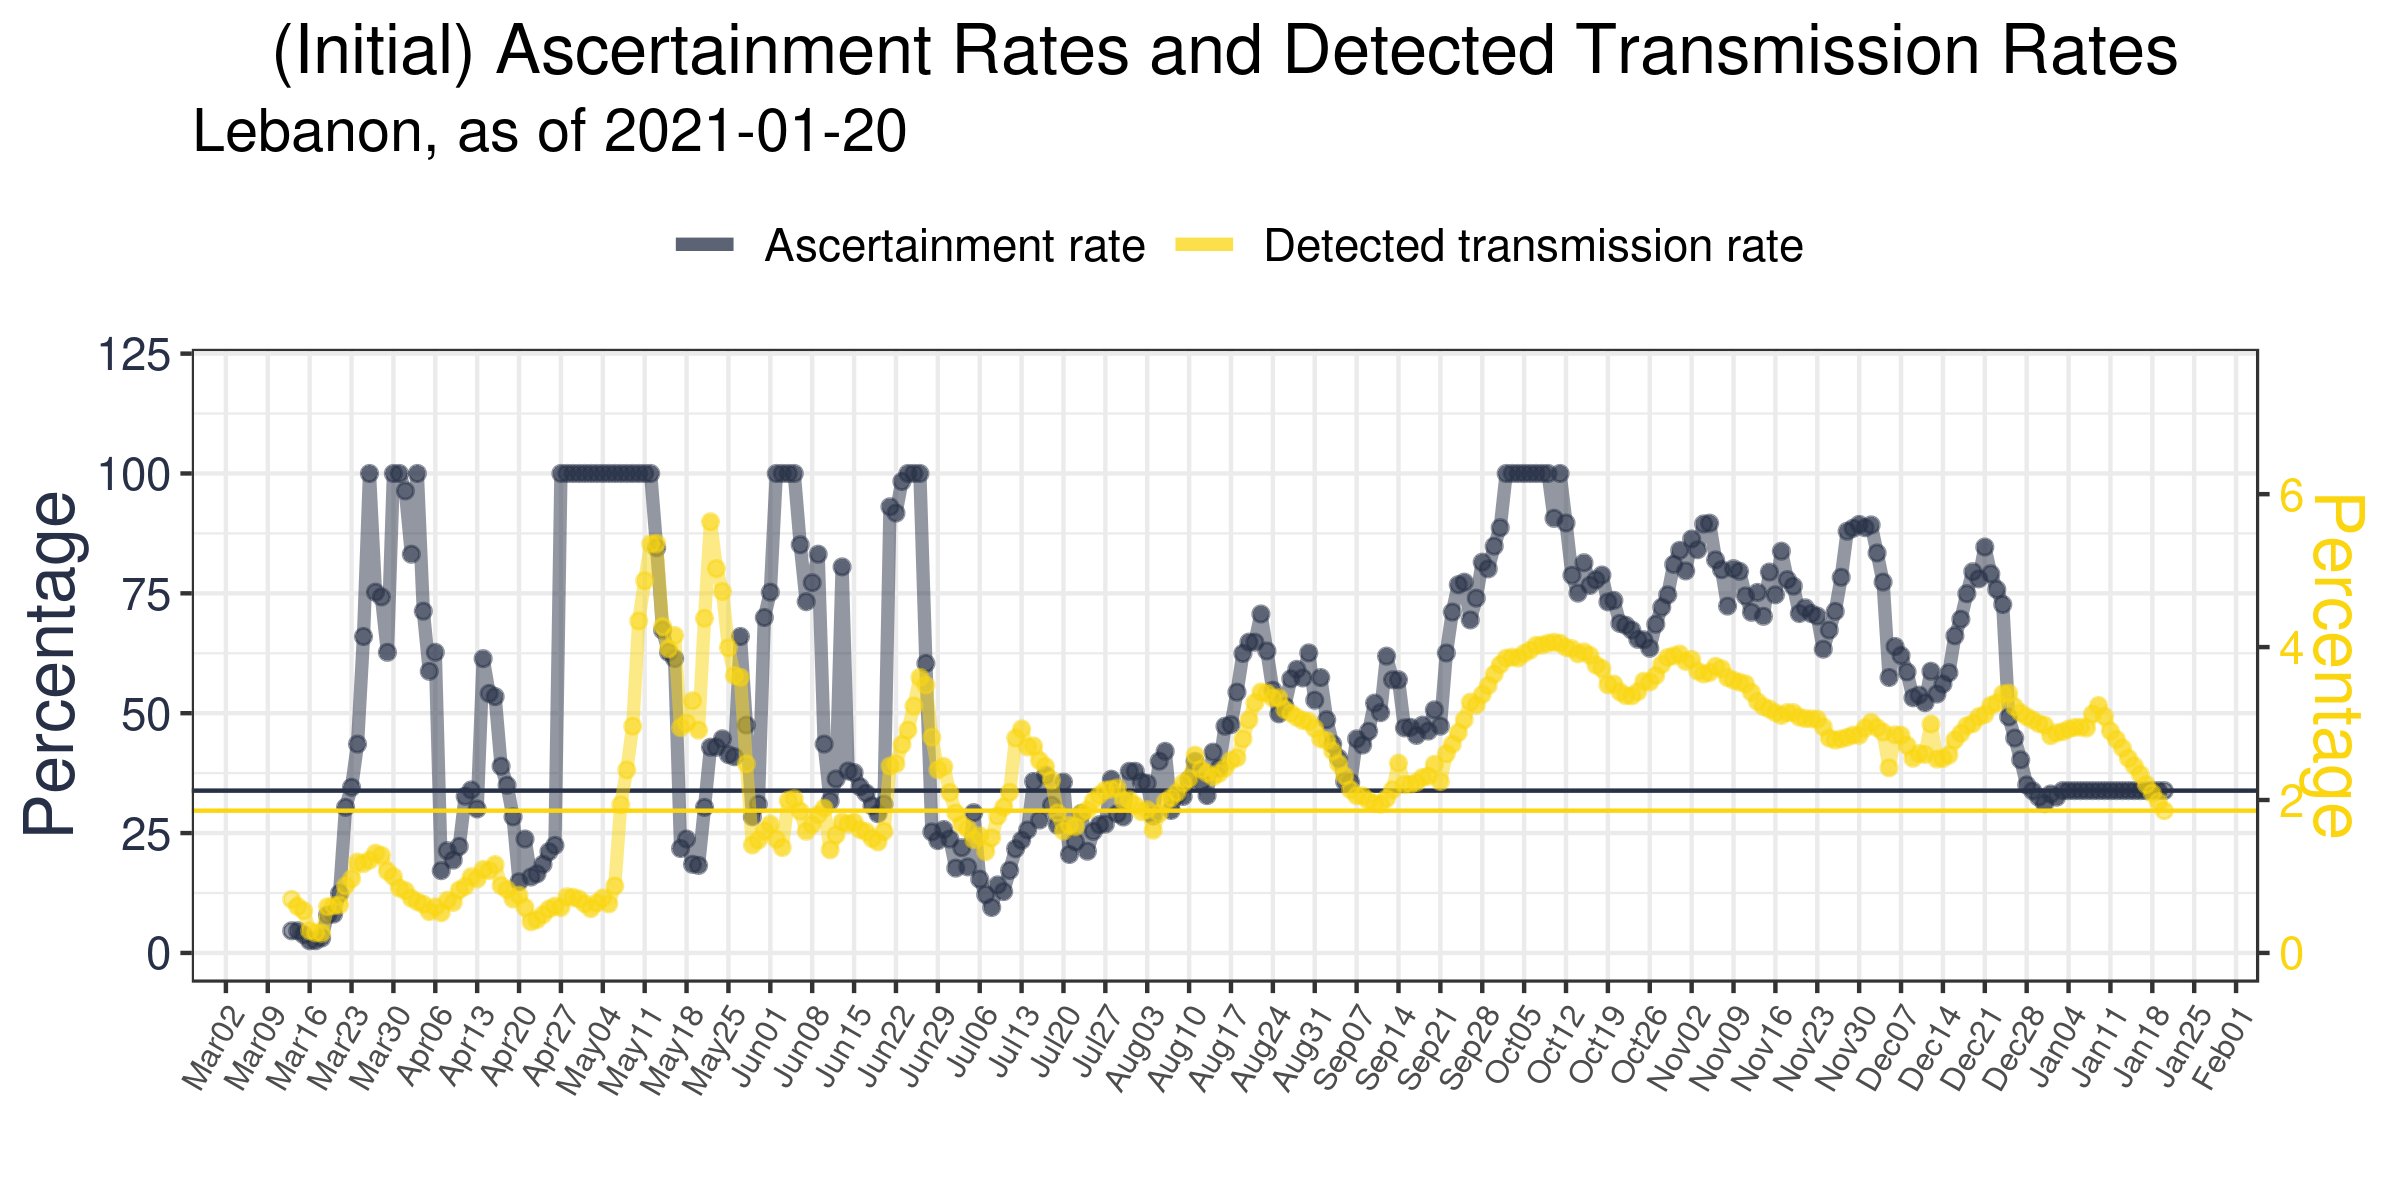 (Initial) Ascertainment Rates and Detected Transmission Rates
Lebanon, as of 2021-01-20
Ascertainment rate
Detected transmission rate
Percentage
125
100
75
50
25
0
6
4
2
0
Percentage
Mar02
Mar09
Mar16
Mar23
Mar30
Apr06
Apr13
Apr20
Apr27
May04
May11
May18
May25
Jun01
Jun08
Jun15
Jun22
Jun29
Jul06
Jul13
Jul20
Jul27
Aug03
Aug10
Aug17
Aug24
Aug31
Sep07
Sep14
Sep21
Sep28
Oct05
Oct12
Oct19
Oct26
Nov02
Nov09
Nov16
Nov23
Nov30
Dec07
Dec14
Dec21
Dec28
Jan04
Jan11
Jan18
Jan25
Feb01